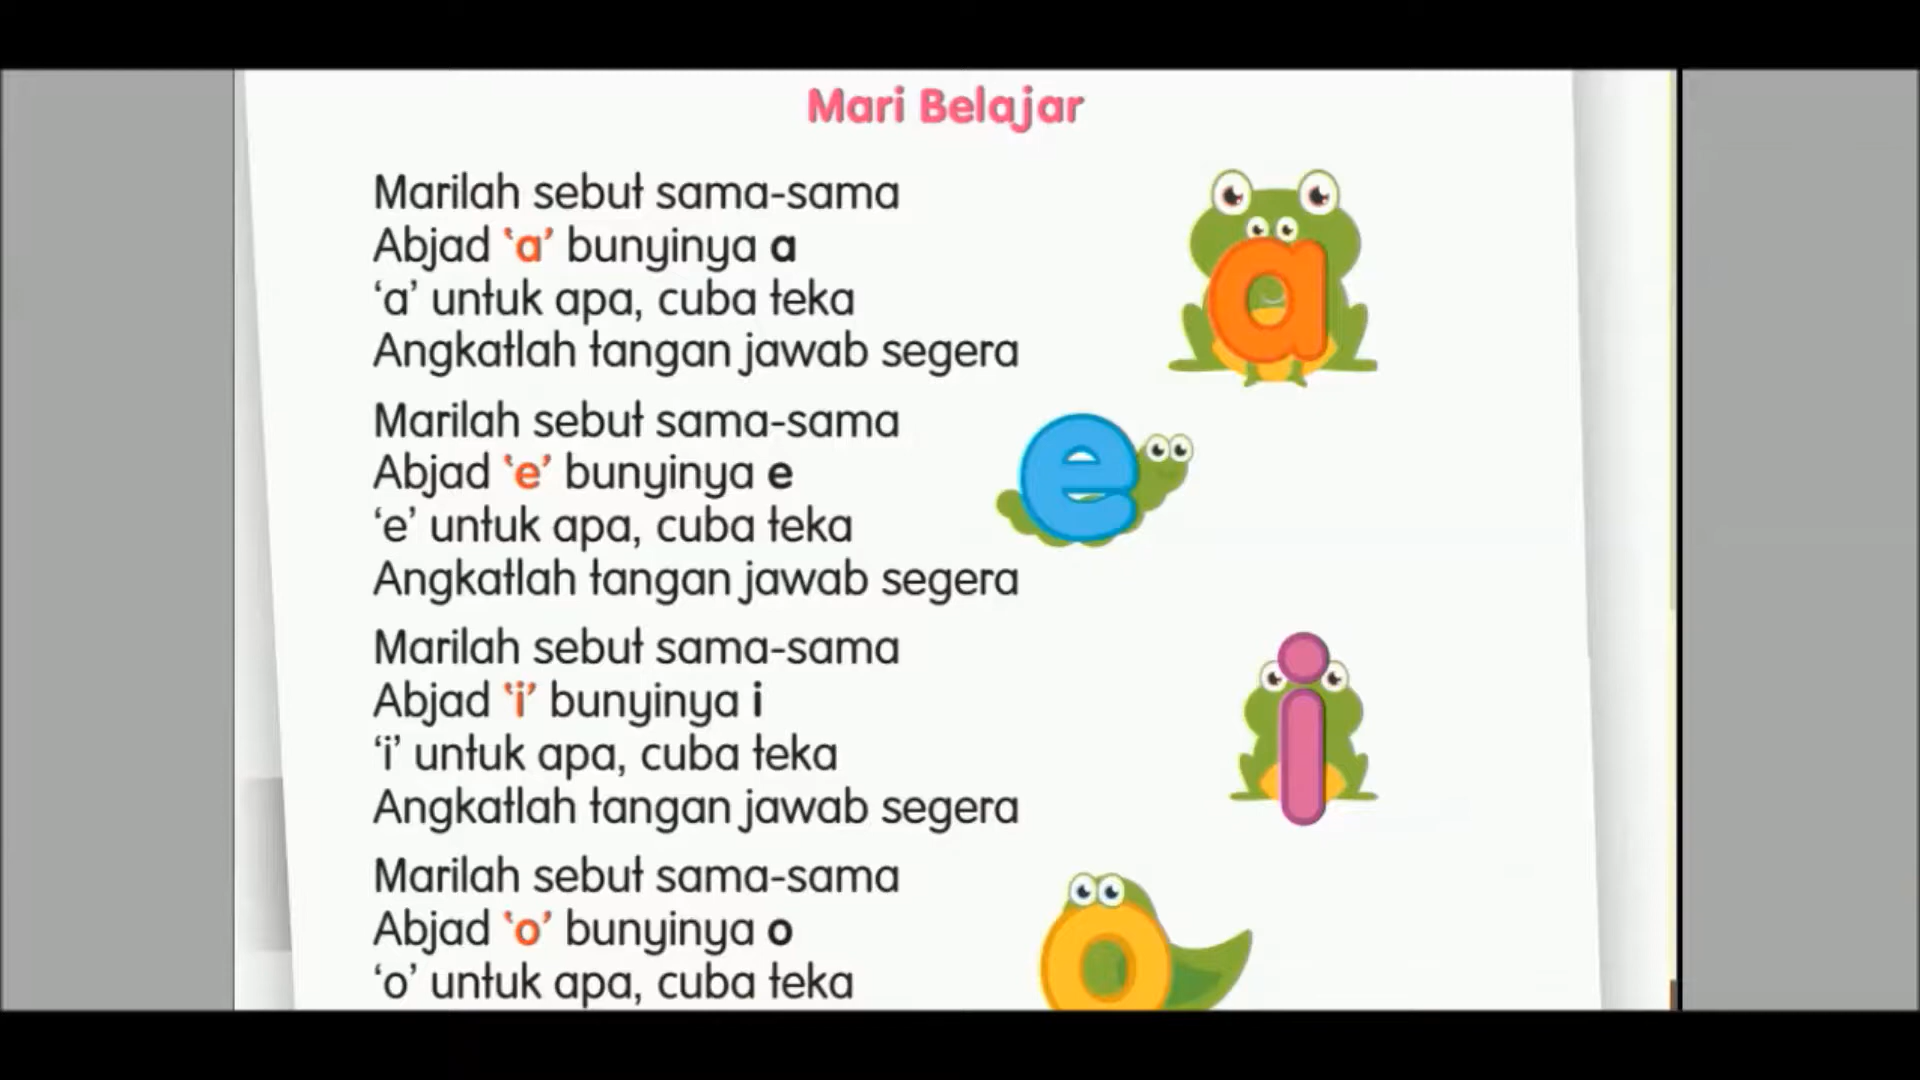 Mari Belajar
Marilah sebut sama-sama
Abjad ‘a’ bunyinya a
‘a’ untuk apa, cuba teka
Angkatlah tangan jawab segera
a
Marilah sebut sama-sama
Abjad ‘e’ bunyinya e
‘e’ untuk apa, cuba teka
Angkatlah tangan jawab segera
e
Marilah sebut sama-sama
Abjad ‘i’ bunyinya i
‘i’ untuk apa, cuba teka
Angkatlah tangan jawab segera
i
Marilah sebut sama-sama
Abjad ‘o’ bunyinya o
‘o’ untuk apa, cuba teka
o